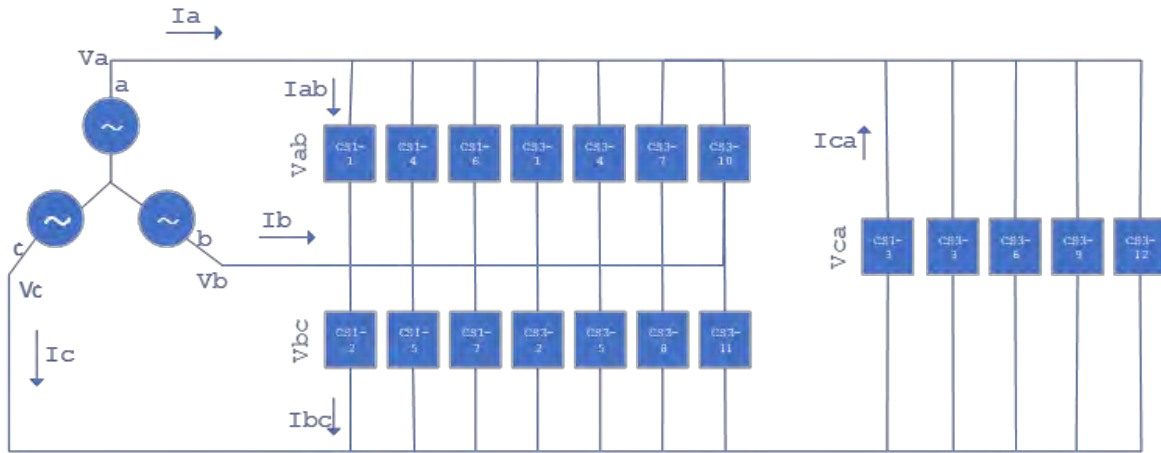 Ia
Va
a
Iab
Ica
Vab
CS1-
1
CS1-
4
CS1-
6
CS3-
1
CS3-
4
CS3-
7
CS3-
10
~
~
~
c
b
Ib
Vb
Vc
Ic
Vca
CS1-
3
CS3-
3
CS3-
6
CS3-
9
CS3-
12
Vbc
CS1-
2
CS1-
5
CS1-
7
CS3-
2
CS3-
5
CS3-
8
CS3-
11
Ibc